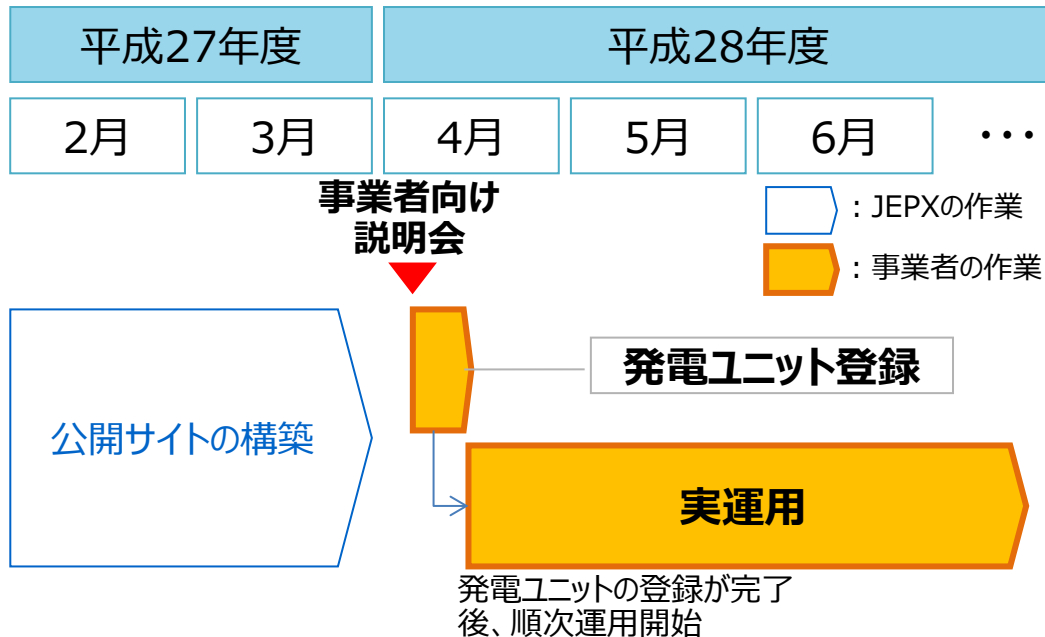 平成27年度
平成28年度
2月
3月
4月
5月
6月
・・・
事業者向け
説明会
：JEPXの作業
：事業者の作業
発電ユニット登録
公開サイトの構築
実運用
発電ユニットの登録が完了
後、順次運用開始